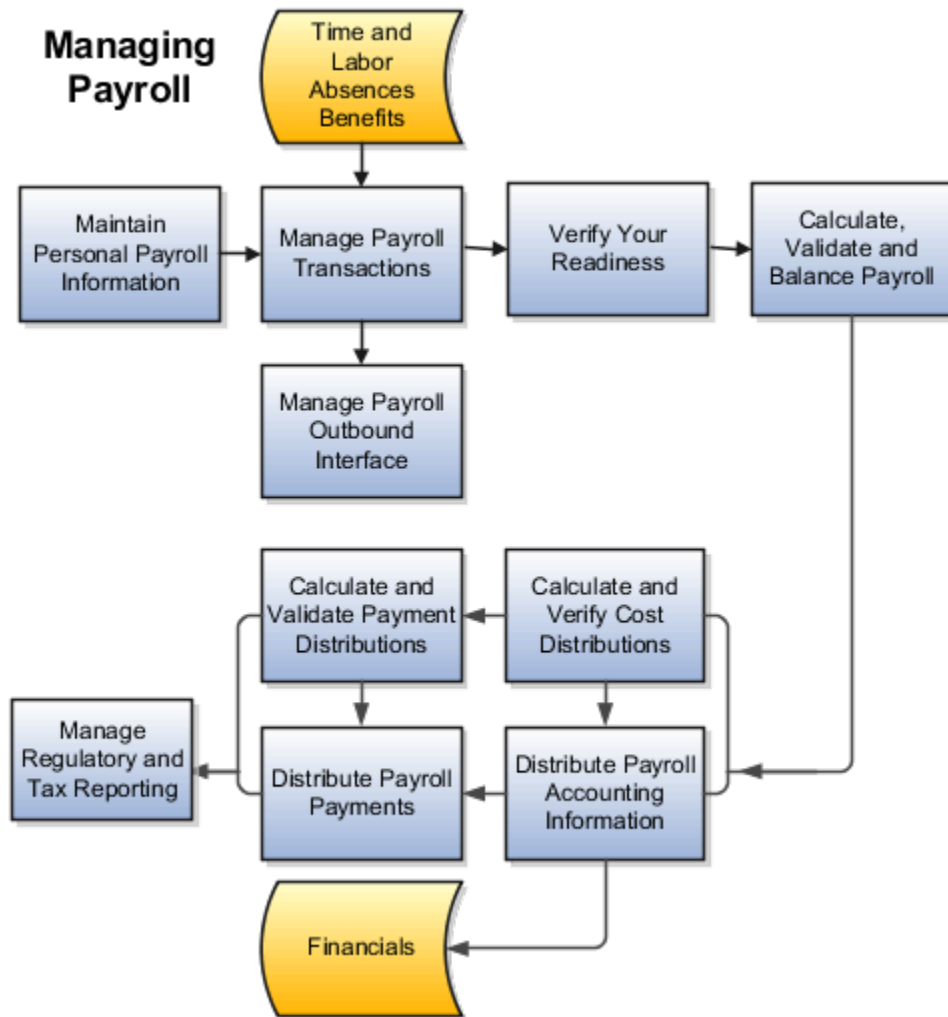 Managing
Payroll
Time and
Labor
Absences
Benefits
Maintain
Personal Payroll
Information
Manage Payroll
Transactions
Verify Your
Readiness
Calculate,
Validate and
Balance Payroll
Manage Payroll
Outbound
Interface
Calculate and
Validate Payment
Distributions
Calculate and
Verify Cost
Distributions
Manage
Regulatory and
Tax Reporting
Distribute Payroll
Payments
Distribute Payroll
Accounting
Information
Financials